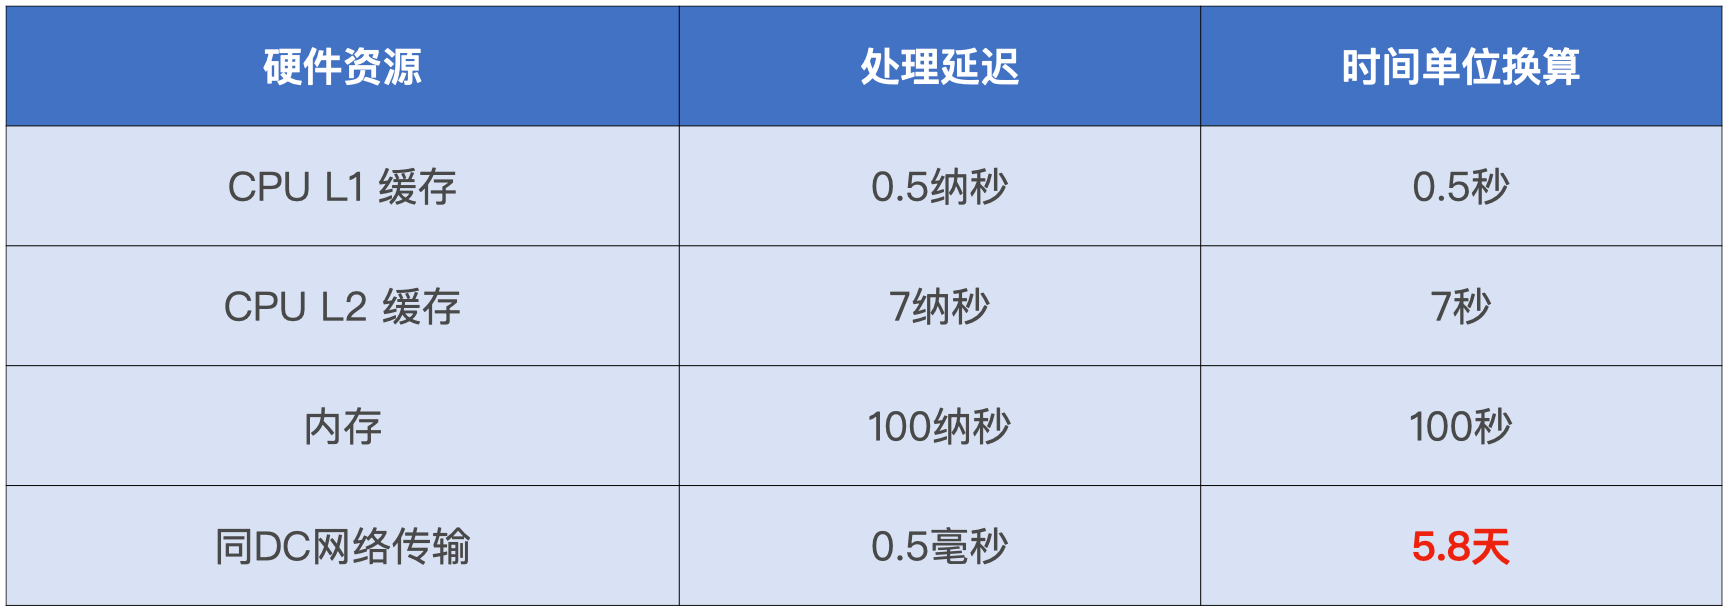 硬件资源 处理延迟 时间单位换算
CPU L1 缓存 0.5纳秒 0.5秒
CPU L2 缓存 7纳秒 7秒
内存 100纳秒 100秒
同DC网络传输 0.5毫秒 5.8天